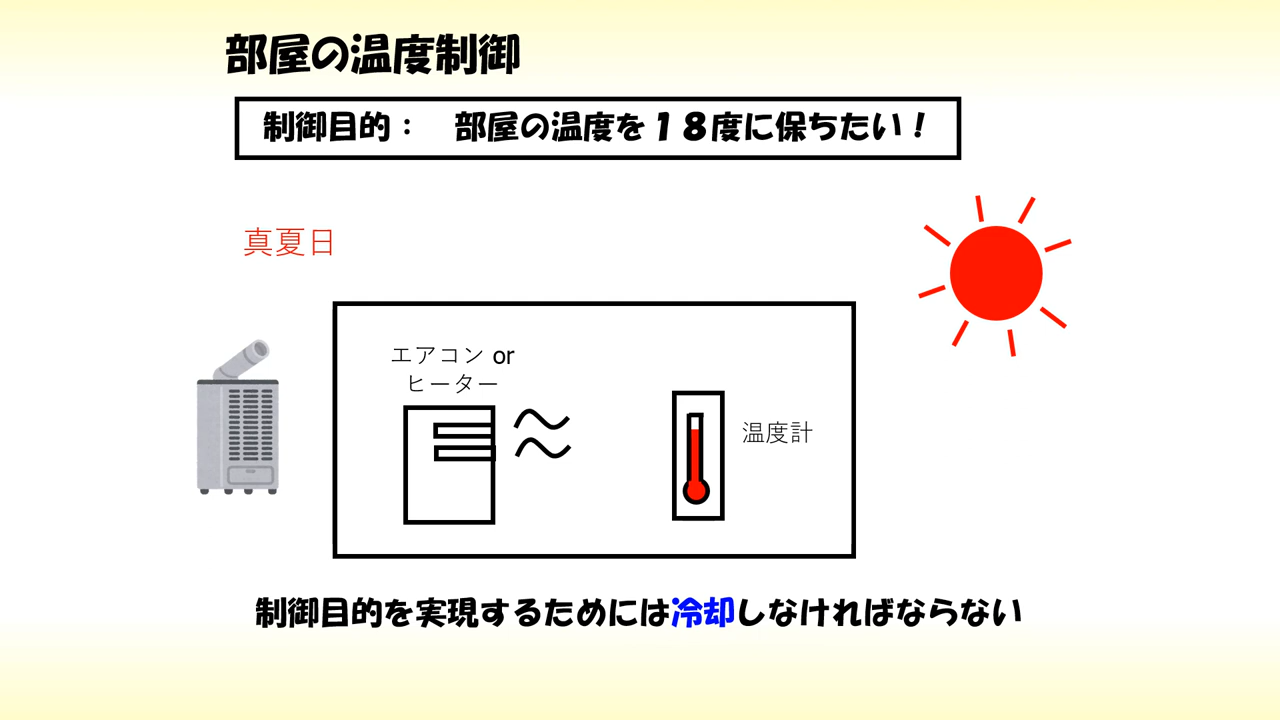 部屋の温度制御
制御目的：　部屋の温度を１８度に保ちたい！
真夏日
エアコン or
ヒーター
温度計
制御目的を実現するためには冷却しなければならない